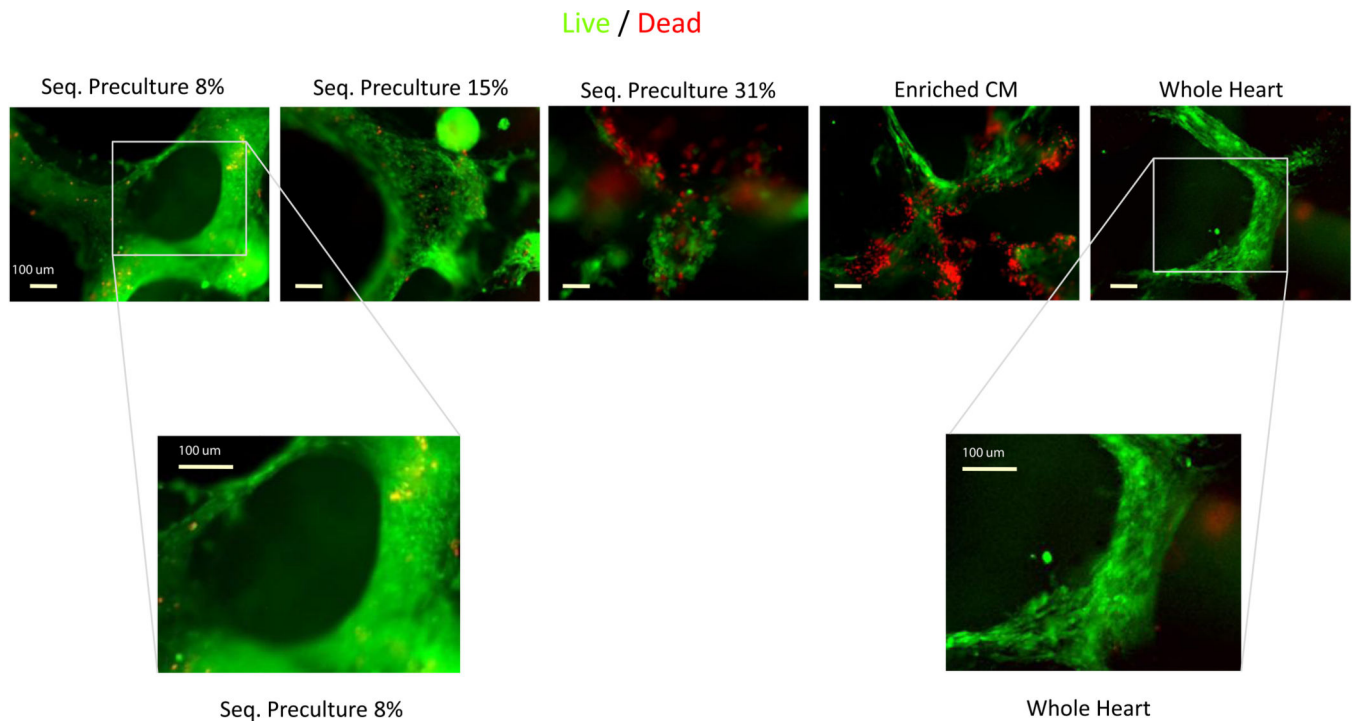 Live / Dead
Seq. Preculture 8%
Seq. Preculture 15%
Seq. Preculture 31%
Enriched CM
Whole Heart
100 um
100 um
100 um
Seq. Preculture 8%
Whole Heart